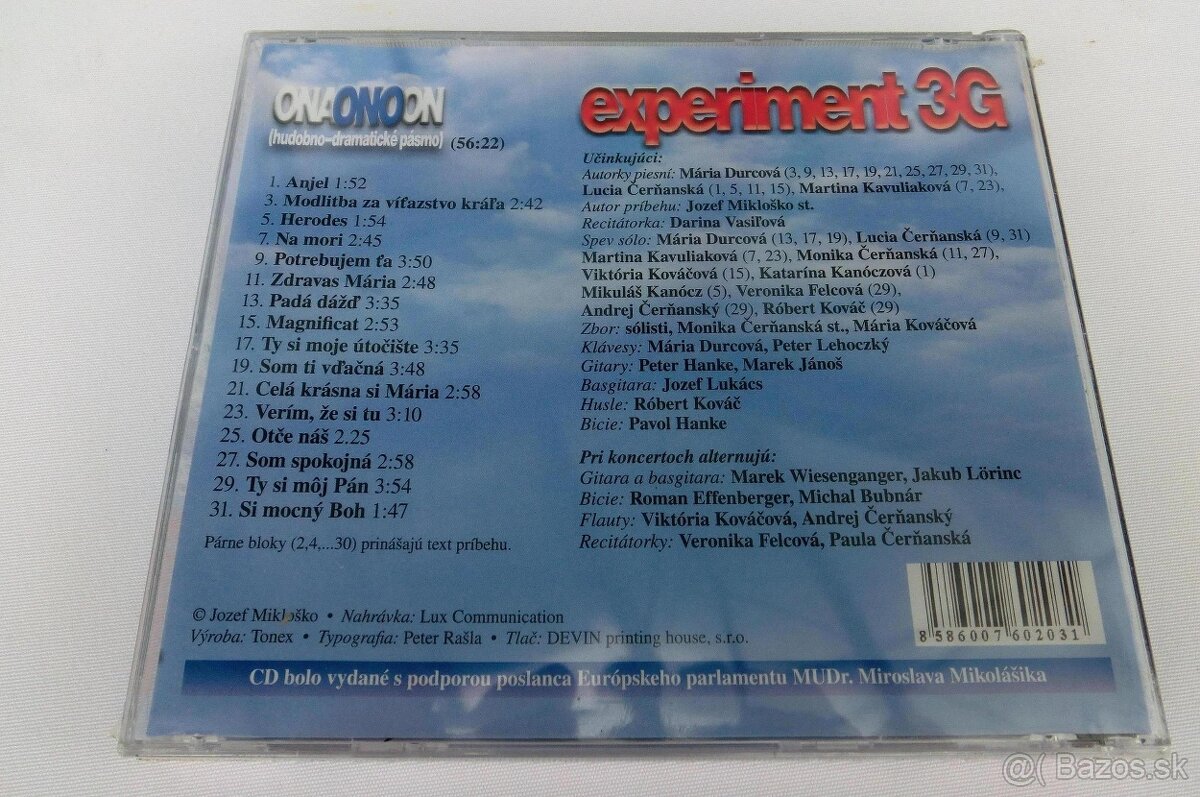 ONAONOON
(hudobno-dramatické pásmo) (56:22)
1. Anjel 1:52
3. Modlitba za víťazstvo kráľa 2:42
5. Herodes 1:54
7. Na mori 2:45
9. Potrebujem ťa 3:50
11. Zdravas Mária 2:48
13. Padá dážď 3:35
15. Magnificat 2:53
17. Ty si moje útočište 3:35
19. Som ti vďačná 3:48
21. Celá krásna si Mária 2:58
23. Verím, že si tu 3:10
25. Otče náš 2.25
27. Som spokojná 2:58
29. Ty si môj Pán 3:54
31. Si mocný Boh 1:47
Párne bloky (2,4,...30) prinášajú text príbehu.
experiment 3G
Učinkujúci:
Autorky piesní: Mária Durcová (3, 9, 13, 17, 19, 21, 25, 27, 29, 31),
Lucia Čerňanská (1, 5, 11, 15), Martina Kavuliaková (7, 23),
Autor príbehu: Jozef Mikloško st.
Recitátorka: Darina Vasiľová
Spev sólo: Mária Durcová (13, 17, 19), Lucia Čerňanská (9, 31)
Martina Kavuliaková (7, 23), Monika Čerňanská (11, 27),
Viktória Kováčová (15), Katarína Kanóczová (1)
Mikuláš Kanócz (5), Veronika Felcová (29),
Andrej Čerňanský (29), Róbert Kováč (29)
Zbor: sólisti, Monika Čerňanská st., Mária Kováčová
Klávesy: Mária Durcová, Peter Lehoczký
Gitary: Peter Hanke, Marek Jánoš
Basgitara: Jozef Lukács
Husle: Róbert Kováč
Bicie: Pavol Hanke
Pri koncertoch alternujú:
Gitara a basgitara: Marek Wiesenganger, Jakub Lörinc
Bicie: Roman Effenberger, Michal Bubnár
Flauty: Viktória Kováčová, Andrej Čerňanský
Recitátorky: Veronika Felcová, Paula Čerňanská
© Jozef Mikloško • Nahrávka: Lux Communication
Výroba: Tonex • Typografia: Peter Rašla • Tlač: DEVIN printing house, s.r.o.
8 586007 602031
CD bolo vydané s podporou poslanca Európskeho parlamentu MUDr. Miroslava Mikolášika
@( Bazos.sk